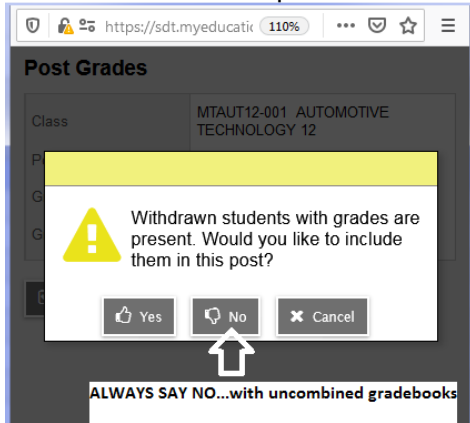 https://sdt.myeducatic 110%
Post Grades
Class MTAUT12-001 AUTOMOTIVE
TECHNOLOGY 12
P
G
G
Withdrawn students with grades are
present. Would you like to include
them in this post?
Yes No Cancel
ALWAYS SAY NO...with uncombined gradebooks